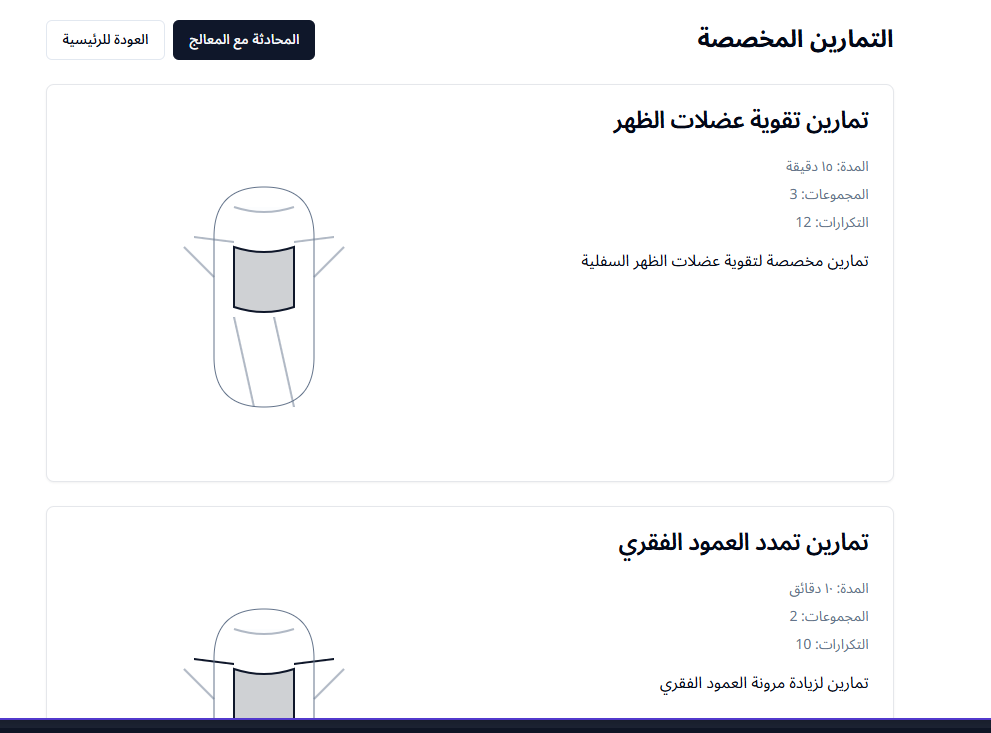 التمارين المخصصة
المحادثة مع المعالج
العودة للرئيسية
تمارين تقوية عضلات الظهر
المدة: ١٥ دقيقة
المجموعات: 3
التكرارات: 12
تمارين مخصصة لتقوية عضلات الظهر السفلية
تمارين تمدد العمود الفقري
المدة: ١٠ دقائق
المجموعات: 2
التكرارات: 10
تمارين لزيادة مرونة العمود الفقري